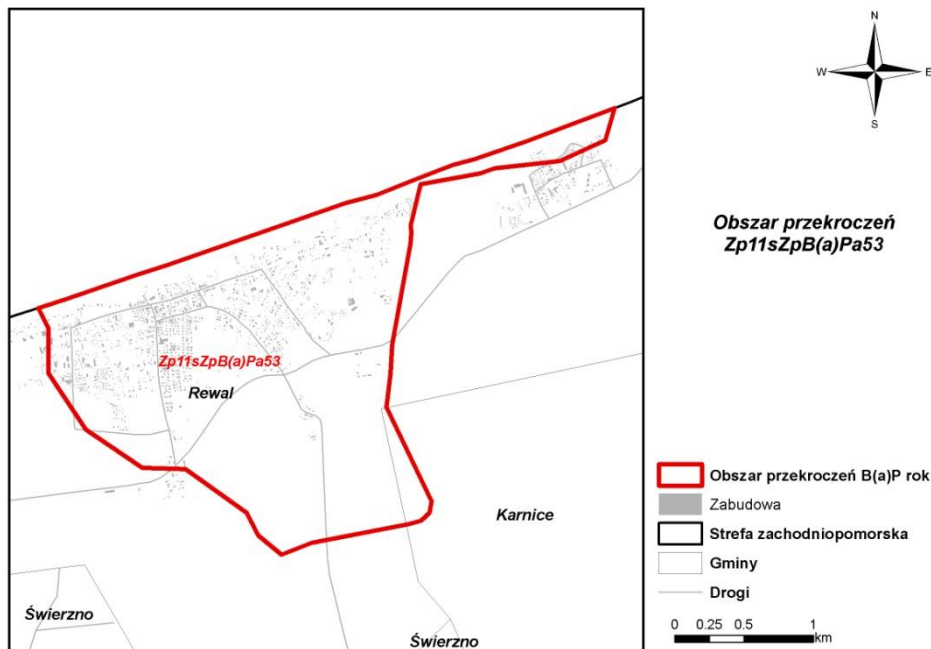 N
W E
S
Obszar przekroczeń
Zp11sZpB(a)Pa53
Zp11sZpB(a)Pa53
Rewal
Karnice
Świerzno
Świerzno
Obszar przekroczeń B(a)P rok
Zabudowa
Strefa zachodniopomorska
Gminy
Drogi
0 0.25 0.5 1
km